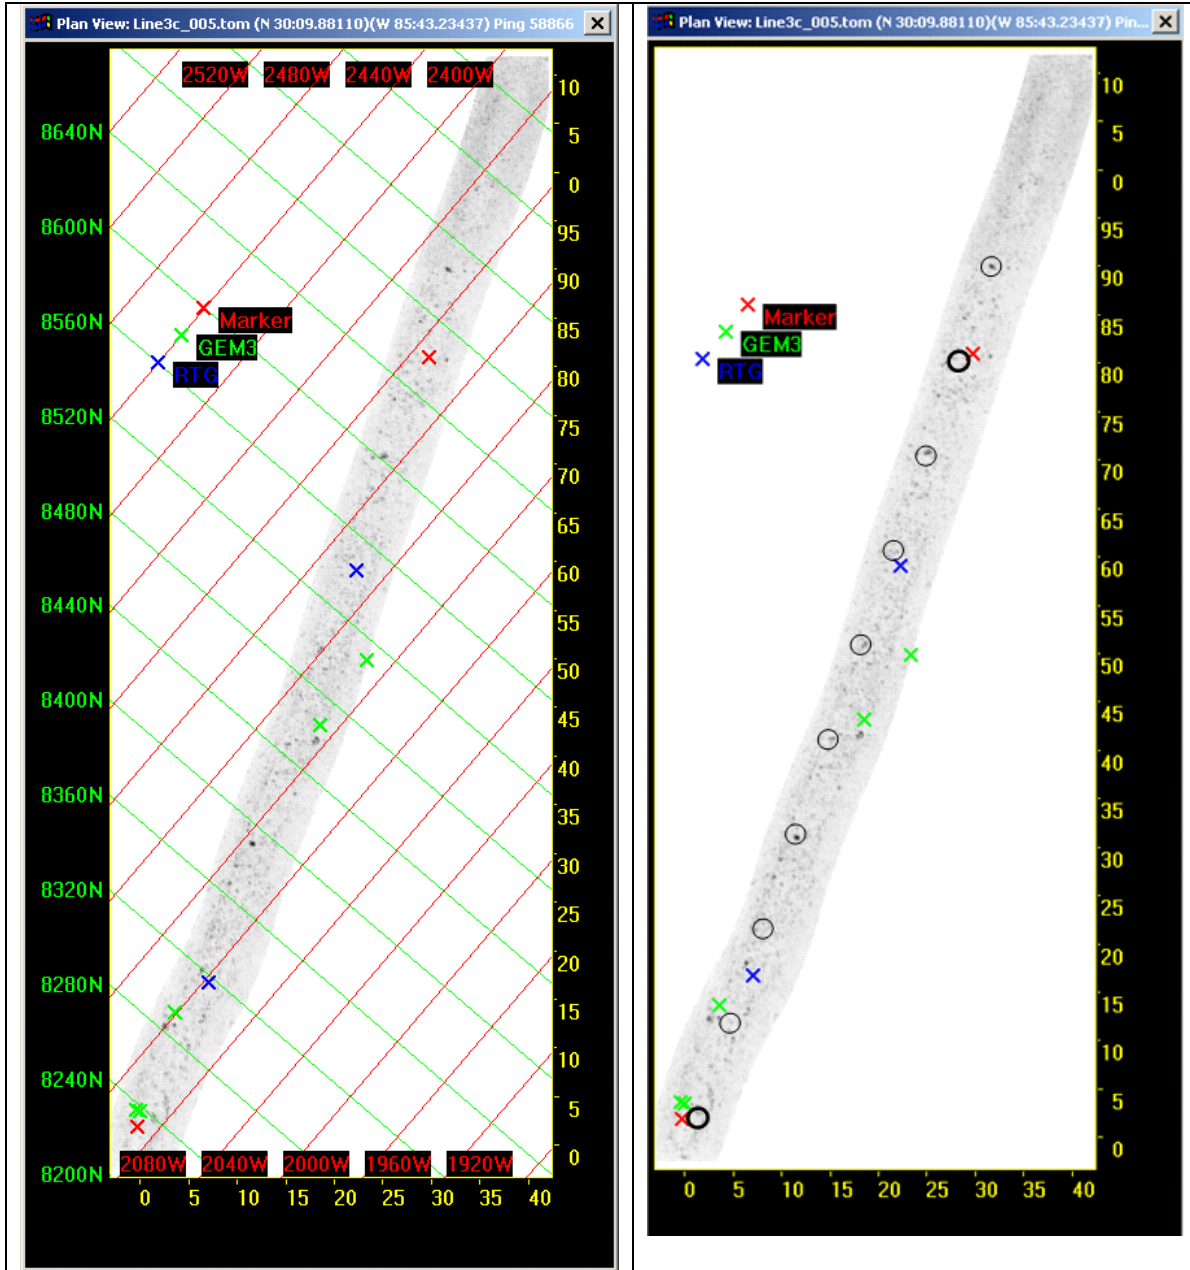 Plan View: Line3c_005.tom (N 30:09.88110)(W 85:43.23437) Ping 58866
2520W 2480W 2440W 2400W
8640N
8600N
8560N
8520N
8480N
8440N
8400N
8360N
8320N
8280N
8240N
8200N
Marker
GEM3
RTG
10
5
0
95
90
85
80
75
70
65
60
55
50
45
40
35
30
25
20
15
10
5
0
2080W 2040W 2000W 1960W 1920W
0 5 10 15 20 25 30 35 40
Plan View: Line3c_005.tom (N 30:09.88110)(W 85:43.23437) Pin...
Marker
GEM3
RTG
10
5
0
95
90
85
80
75
70
65
60
55
50
45
40
35
30
25
20
15
10
5
0
0 5 10 15 20 25 30 35 40